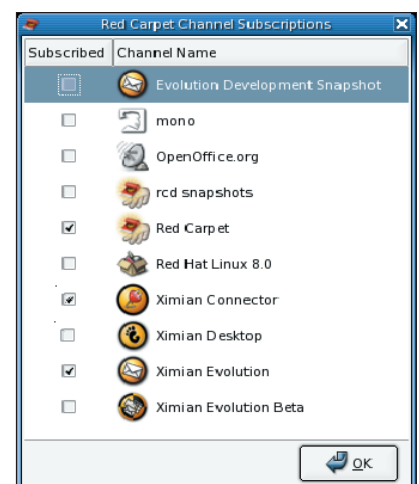 Red Carpet Channel Subscriptions
Subscribed Channel Name
Evolution Development Snapshot
mono
OpenOffice.org
rcd snapshots
Red Carpet
Red Hat Linux 8.0
Ximian Connector
Ximian Desktop
Ximian Evolution
Ximian Evolution Beta
OK